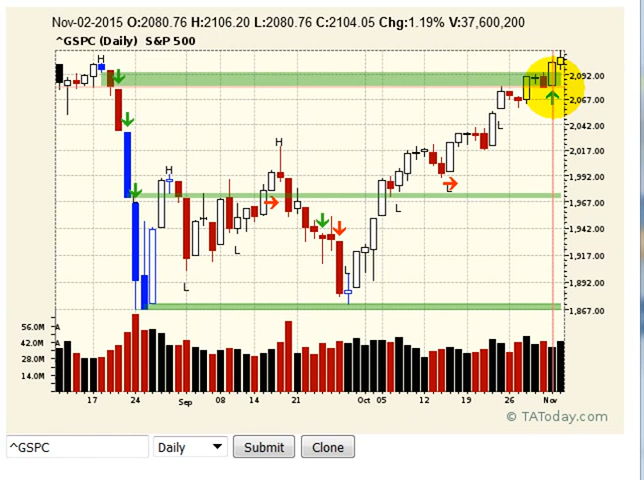 Nov-02-2015 O:2080.76 H:2106.20 L:2080.76 C:2104.05 Chg:1.19% V:37,600,200
^GSPC (Daily) S&P 500
H
2,092.00
2,067.00
2,042.00
L
H
2,017.00
H
1,992.00
L
1,967.00
L
1,942.00
L
1,917.00
L
L
1,892.00
1,867.00
56.0M A
42.0M A
28.0M
14.0M
17 24 Sep 08 14 21 Oct 05 12 19 26 Nov
© TAToday.com
^GSPC Daily Submit Clone